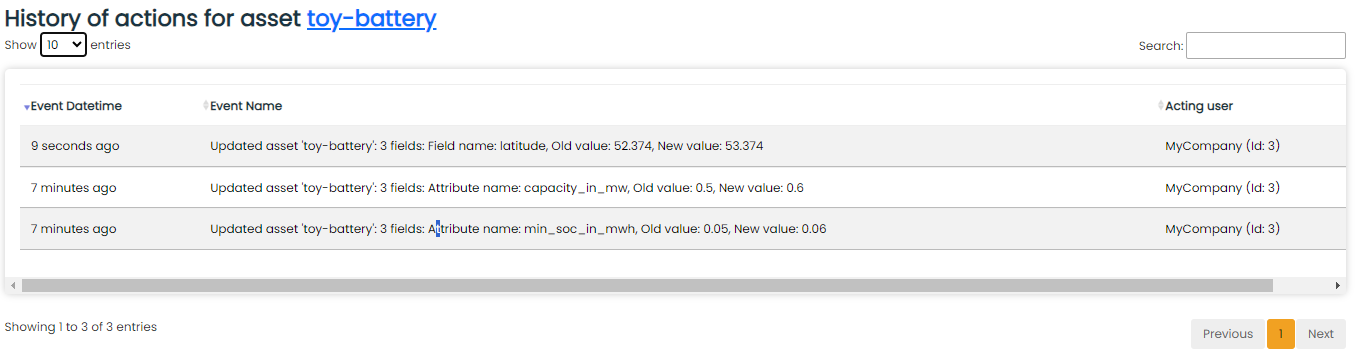 History of actions for asset toy-battery
Show 10 entries
Search:
Event Datetime Event Name Acting user
9 seconds ago Updated asset 'toy-battery': 3 fields: Field name: latitude, Old value: 52.374, New value: 53.374 MyCompany (Id: 3)
7 minutes ago Updated asset 'toy-battery': 3 fields: Attribute name: capacity_in_mw, Old value: 0.5, New value: 0.6 MyCompany (Id: 3)
7 minutes ago Updated asset 'toy-battery': 3 fields: Attribute name: min_soc_in_mwh, Old value: 0.05, New value: 0.06 MyCompany (Id: 3)
Showing 1 to 3 of 3 entries
Previous 1 Next